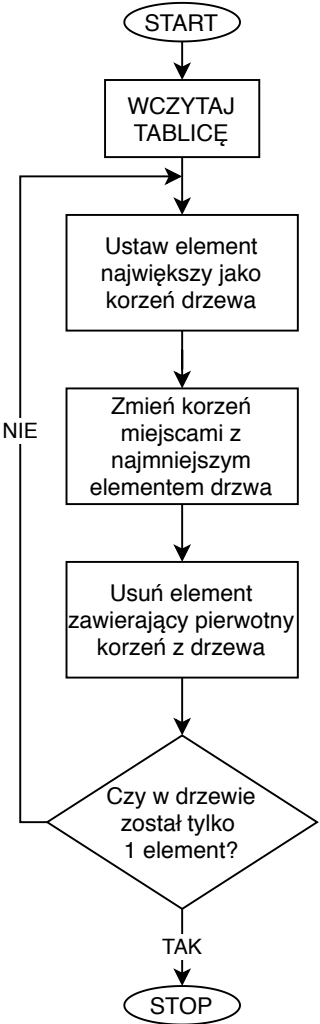 START
WCZYTAJ
TABLICĘ
Ustaw element
największy jako
korzeń drzewa
NIE
Zmień korzeń
miejscami z
najmniejszym
elementem drzwa
Usuń element
zawierający pierwotny
korzeń z drzewa
Czy w drzewie
został tylko
1 element?
TAK
STOP